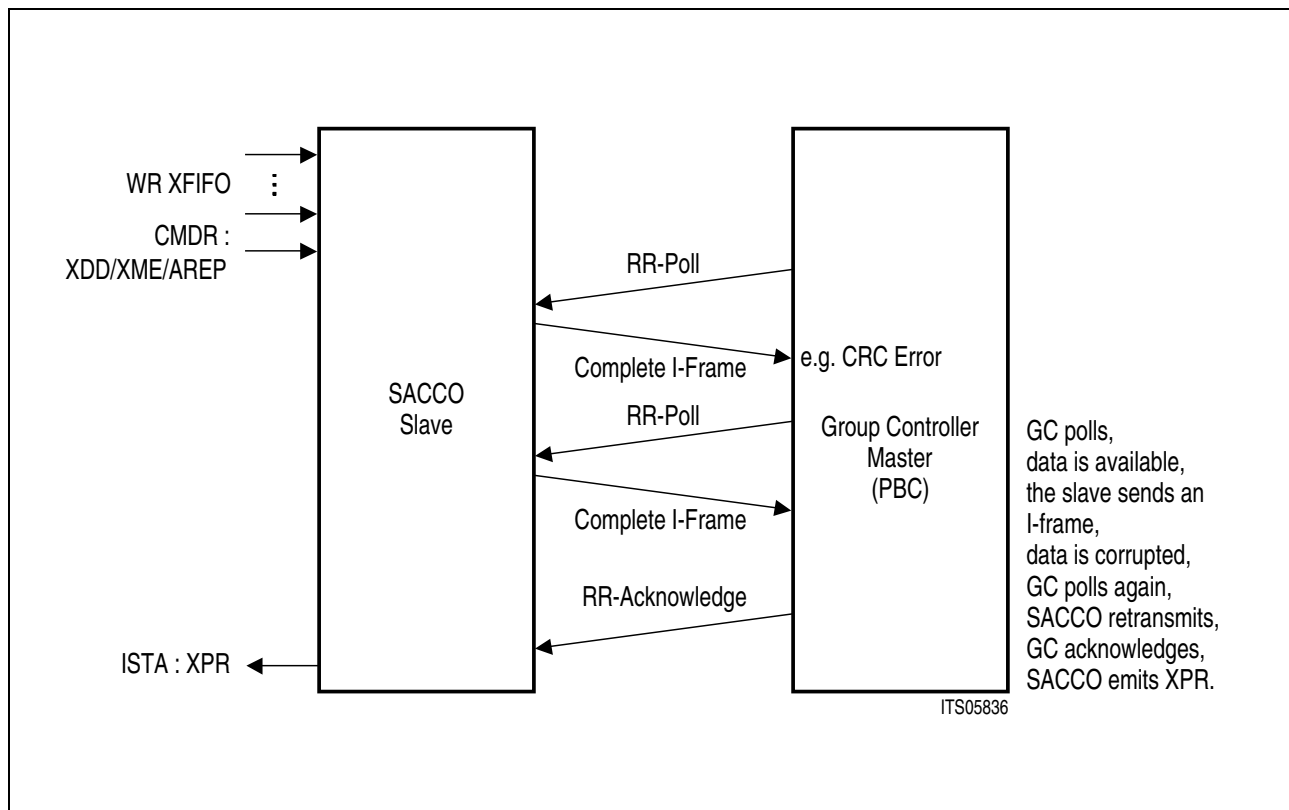 WR XFIFO
CMDR :
XDD/XME/AREP
RR-Poll
Complete I-Frame
e.g. CRC Error
SACCO
Slave
RR-Poll
Group Controller
Master
(PBC)
Complete I-Frame
RR-Acknowledge
ISTA : XPR
GC polls,
data is available,
the slave sends an
I-frame,
data is corrupted,
GC polls again,
SACCO retransmits,
GC acknowledges,
SACCO emits XPR.
ITS05836